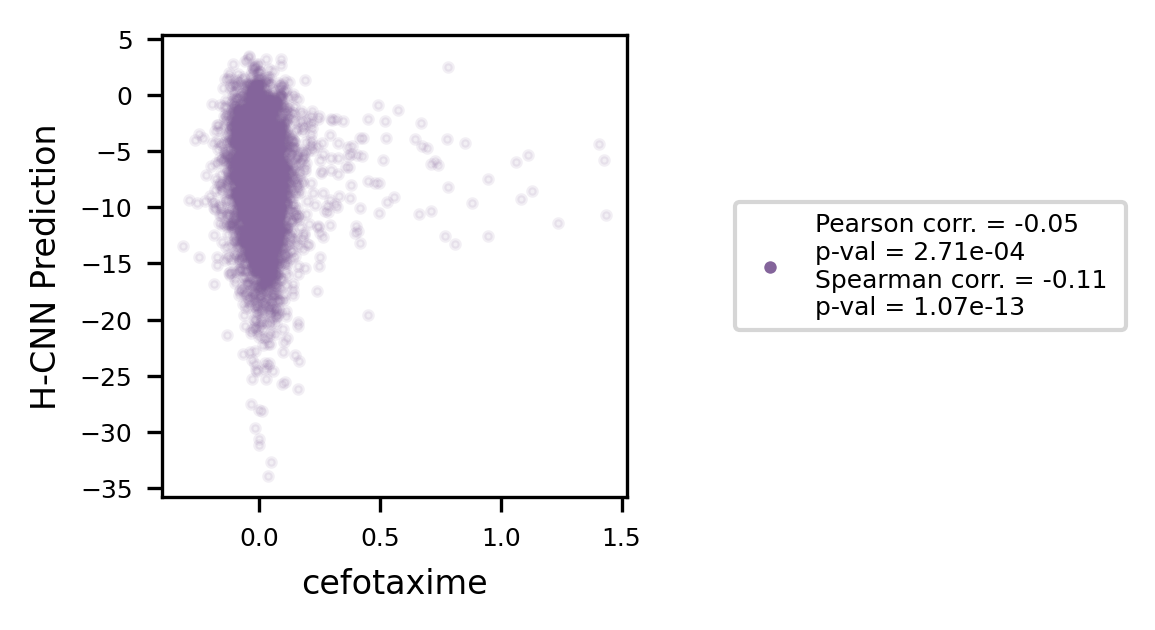 5
0
−5
−10
−15
−20
−25
−30
−35
H-CNN Prediction
0.0 0.5 1.0 1.5
cefotaxime
Pearson corr. = -0.05
p-val = 2.71e-04
Spearman corr. = -0.11
p-val = 1.07e-13